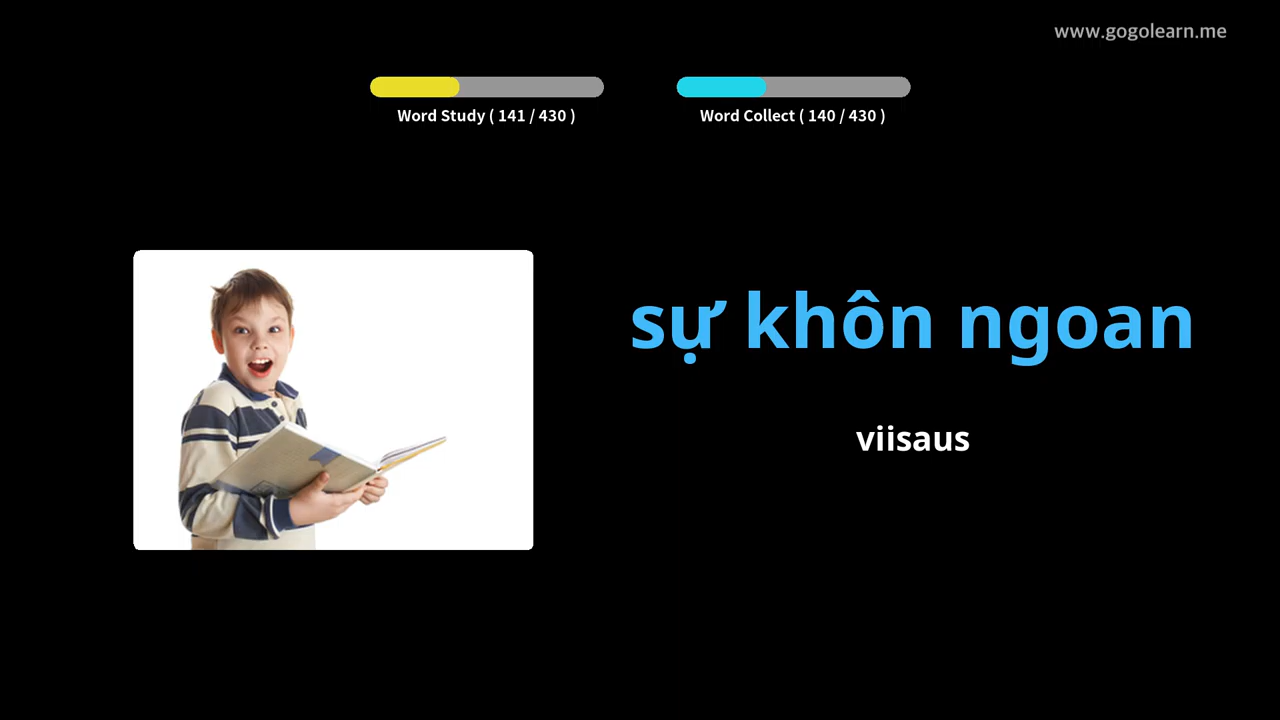 www.gogolearn.me
Word Study ( 141 / 430 )
Word Collect ( 140 / 430 )
sự khôn ngoan
viisaus